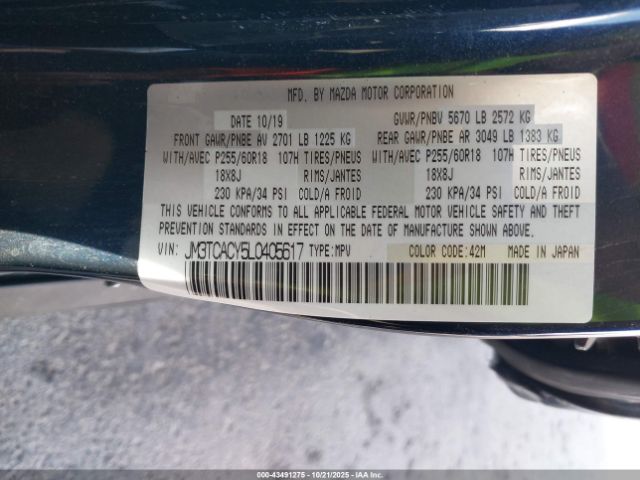 MFD. BY MAZDA MOTOR CORPORATION
DATE 10/19 GVWR/PNBV 5670 LB 2572 KG
FRONT GAWR/PNBE AV 2701 LB 1225 KG REAR GAWR/PNBE AR 3049 LB 1383 KG
WITH/AVEC P255/60R18 107H TIRES/PNEUS WITH/AVEC P255/60R18 107H TIRES/PNEUS
18X8J RIMS/JANTES 18X8J RIMS/JANTES
230 KPA/34 PSI COLD/A FROID 230 KPA/34 PSI COLD/A FROID
THIS VEHICLE CONFORMS TO ALL APPLICABLE FEDERAL MOTOR VEHICLE SAFETY AND THEFT
PREVENTION STANDARDS IN EFFECT ON THE DATE OF MANUFACTURE SHOWN ABOVE.
VIN: JM3TCACY5L0405617 TYPE: MPV COLOR CODE: 42M MADE IN JAPAN
000-43491275 - 10/21/2025 - IAAI.COM